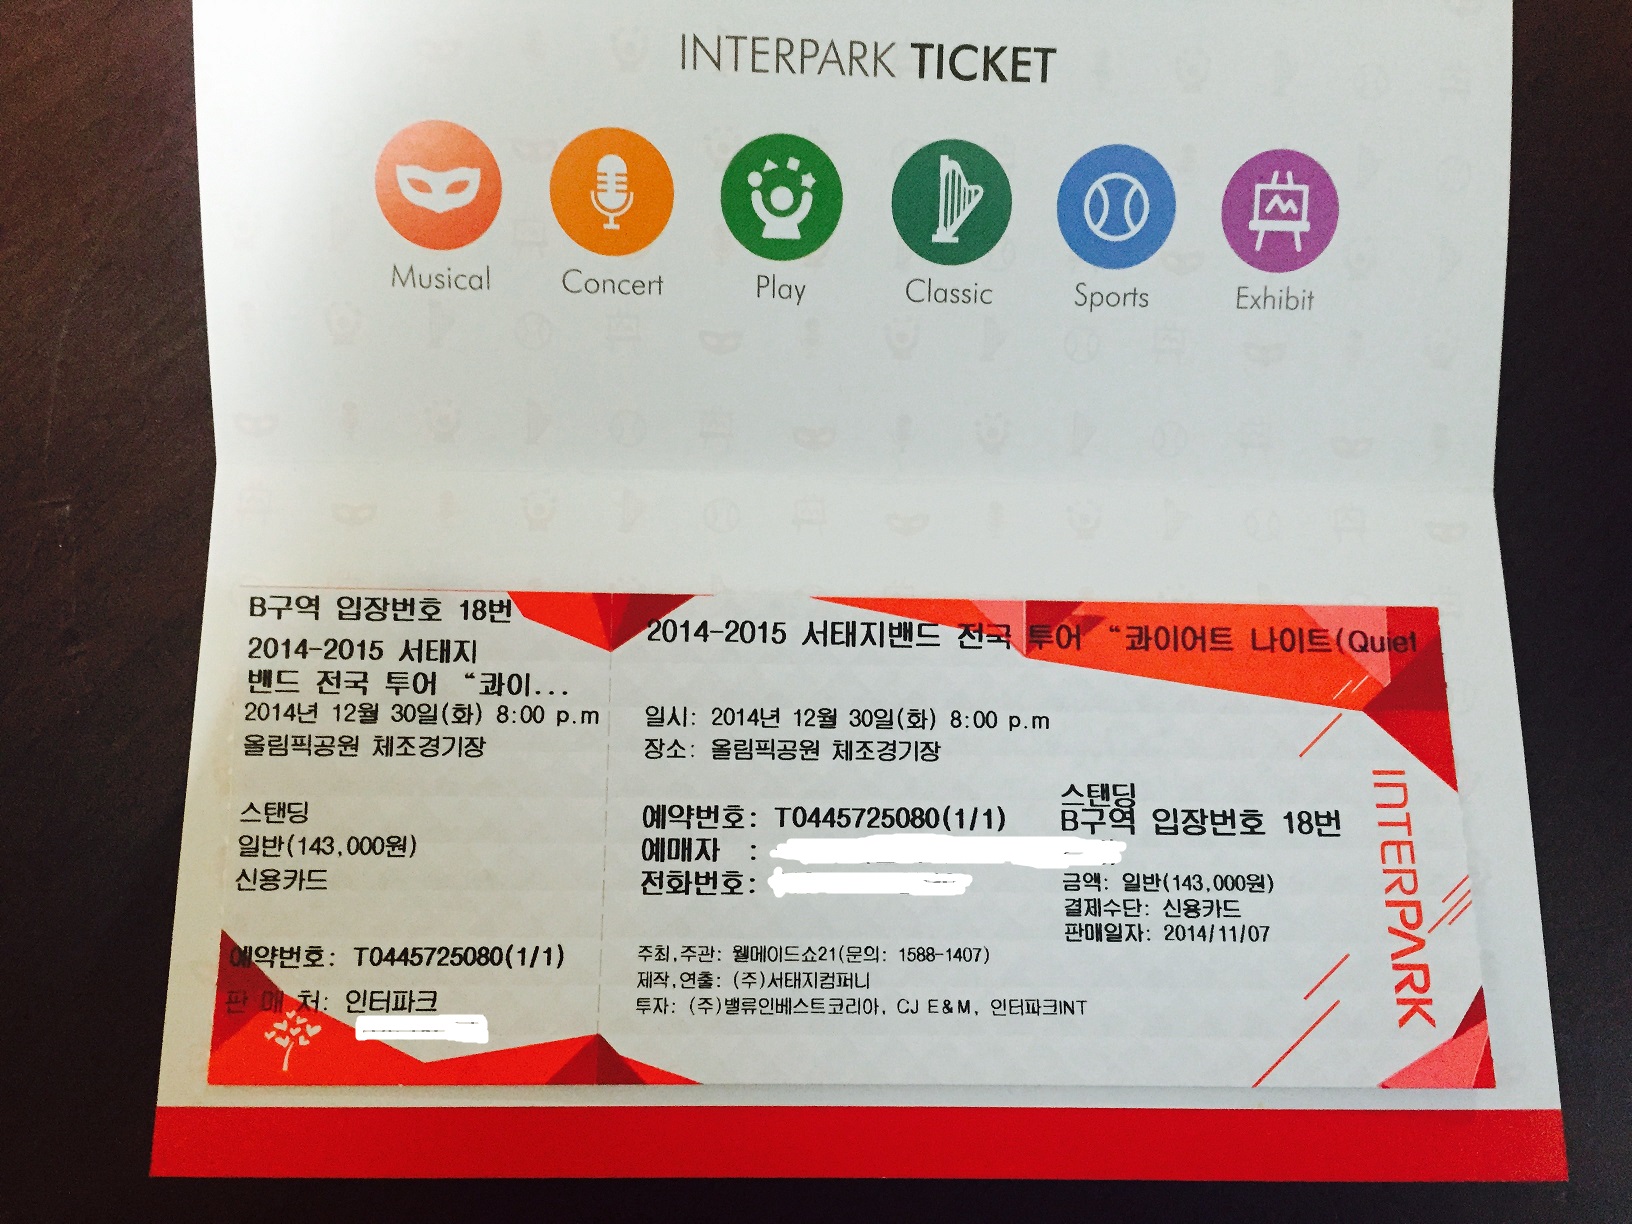 INTERPARK TICKET
Musical
Concert
Play
Classic
Sports
Exhibit
B구역 입장번호 18번
2014-2015 서태지
밴드 전국 투어 “콰이...
2014년 12월 30일(화) 8:00 p.m
올림픽공원 체조경기장
스탠딩
일반(143,000원)
신용카드
예약번호: T0445725080(1/1)
판 매 처: 인터파크
2014-2015 서태지밴드 전국 투어 “콰이어트 나이트(Quiet
일시: 2014년 12월 30일(화) 8:00 p.m
장소: 올림픽공원 체조경기장
예약번호: T0445725080(1/1)
예매자 :
전화번호:
스탠딩
B구역 입장번호 18번
금액: 일반(143,000원)
결제수단: 신용카드
판매일자: 2014/11/07
주최,주관: 웰메이드쇼21(문의: 1588-1407)
제작,연출: (주)서태지컴퍼니
투자: (주)밸류인베스트코리아, CJ E&M, 인터파크INT
INTERPARK